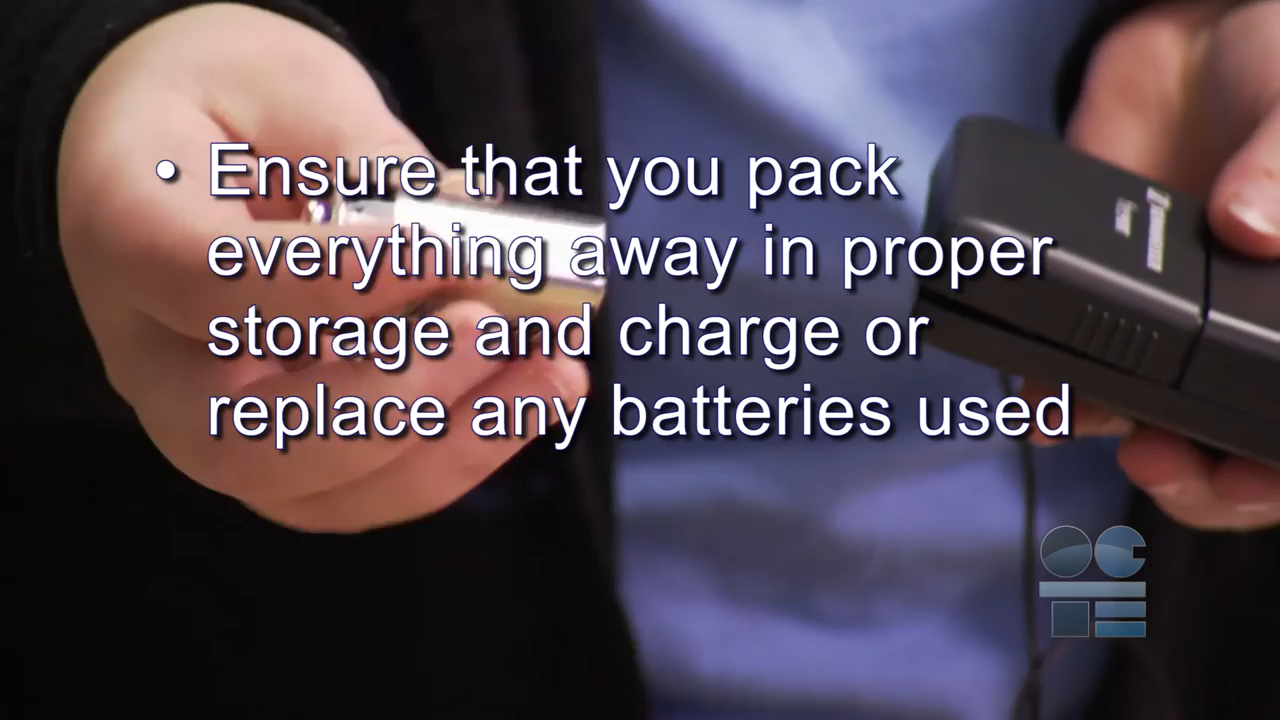 • Ensure that you pack
everything away in proper
storage and charge or
replace any batteries used